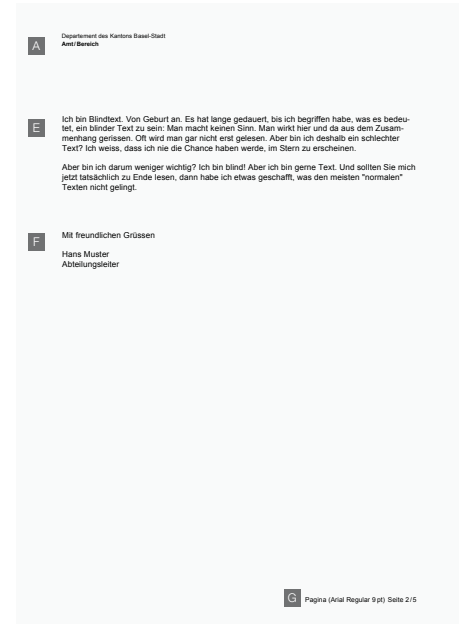 A
Departement des Kantons Basel-Stadt
Amt/Bereich
E
Ich bin Blindtext. Von Geburt an. Es hat lange gedauert, bis ich begriffen habe, was es bedeu-
tet, ein blinder Text zu sein: Man macht keinen Sinn. Man wirkt hier und da aus dem Zusam-
menhang gerissen. Oft wird man gar nicht erst gelesen. Aber bin ich deshalb ein schlechter
Text? Ich weiss, dass ich nie die Chance haben werde, im Stern zu erscheinen.
Aber bin ich darum weniger wichtig? Ich bin blind! Aber ich bin gerne Text. Und sollten Sie mich
jetzt tatsächlich zu Ende lesen, dann habe ich etwas geschafft, was den meisten "normalen"
Texten nicht gelingt.
F
Mit freundlichen Grüssen
Hans Muster
Abteilungsleiter
G Pagina (Arial Regular 9 pt) Seite 2/5